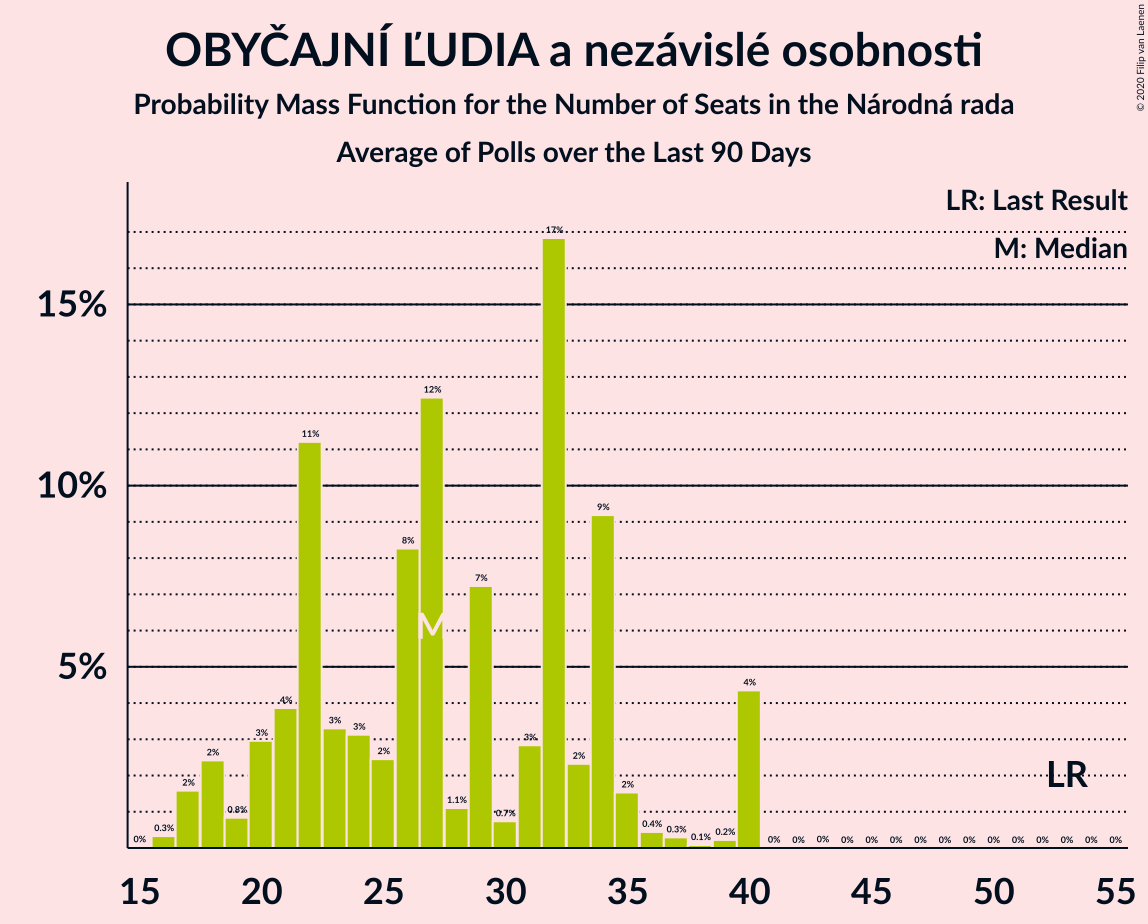 OBYČAJNÍ ĽUDIA a nezávislé osobnosti
Probability Mass Function for the Number of Seats in the Národná rada
Average of Polls over the Last 90 Days
© 2020 Filip van Laenen
LR: Last Result
M: Median
15%
10%
5%
0% 0.3% 2% 2% 0.8% 3% 4% 11% 3% 3% 2% 8% 12% 1.1% 7% 0.7% 3% 17% 2% 9% 2% 0.4% 0.3% 0.1% 0.2% 4% 0% 0% 0% 0% 0% 0% 0% 0% 0% 0% 0% 0% 0% 0% 0%
M
LR
15 20 25 30 35 40 45 50 55